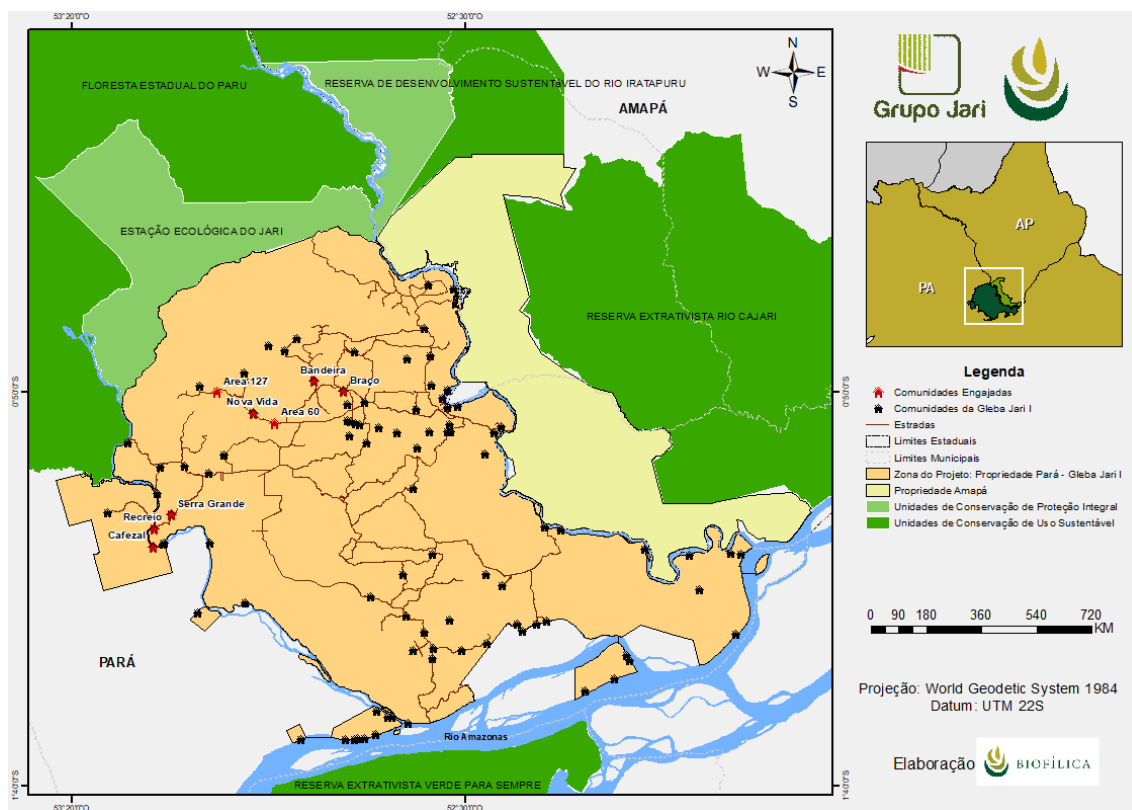 53°20'0"O
52°30'0"O
FLORESTA ESTADUAL DO PARU
RESERVA DE DESENVOLVIMENTO SUSTENTÁVEL DO RIO IRATAPURU
AMAPÁ
N
W E
S
ESTAÇÃO ECOLÓGICA DO JARI
RESERVA EXTRATIVISTA RIO CAJARI
Bandeira
Area 127
Braço
Nova Vida
Area 60
0°50'0"S
0°50'0"S
Serra Grande
Recreio
Cafezal
PARÁ
Rio Amazonas
RESERVA EXTRATIVISTA VERDE PARA SEMPRE
1°40'0"S
1°40'0"S
53°20'0"O
52°30'0"O
Grupo Jari
AP
PA
Legenda
Comunidades Engajadas
Comunidades da Gleba Jari I
Estradas
Limites Estaduais
Limites Municipais
Zona do Projeto: Propriedade Pará - Gleba Jari I
Propriedade Amapá
Unidades de Conservação de Proteção Integral
Unidades de Conservação de Uso Sustentável
0 90 180 360 540 720
KM
Projeção: World Geodetic System 1984
Datum: UTM 22S
Elaboração
BIOFÍLICA